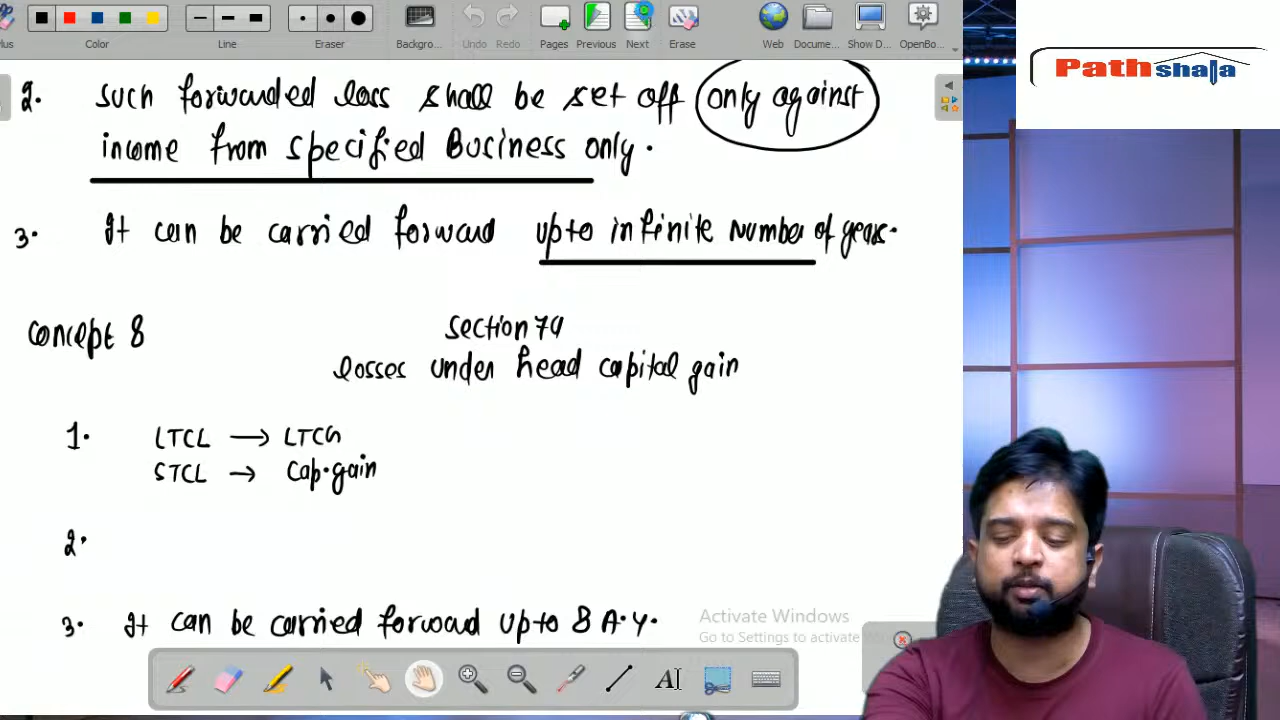 Color
Line
Eraser
Backgro...
Undo
Redo
Pages
Previous
Next
Erase
Web
Docume...
Show D...
OpenBo...
Path shala
2. Such forwarded loss shall be set off only against
income from specified Business only.
3. It can be carried forward upto infinite number of years.
Concept 8
Section 74
losses under head capital gain
1. LTCL → LTCG
STCL → Cap.gain
2.
3. It can be carried forward upto 8 A.Y.
Activate Windows
Go to Settings to activate